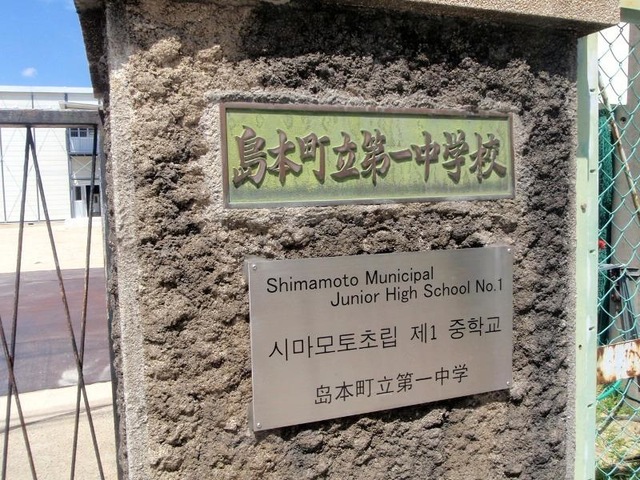 島本町立第一中学校
Shimamoto Municipal
Junior High School No.1
시마모토초립 제1 중학교
岛本町立第一中学